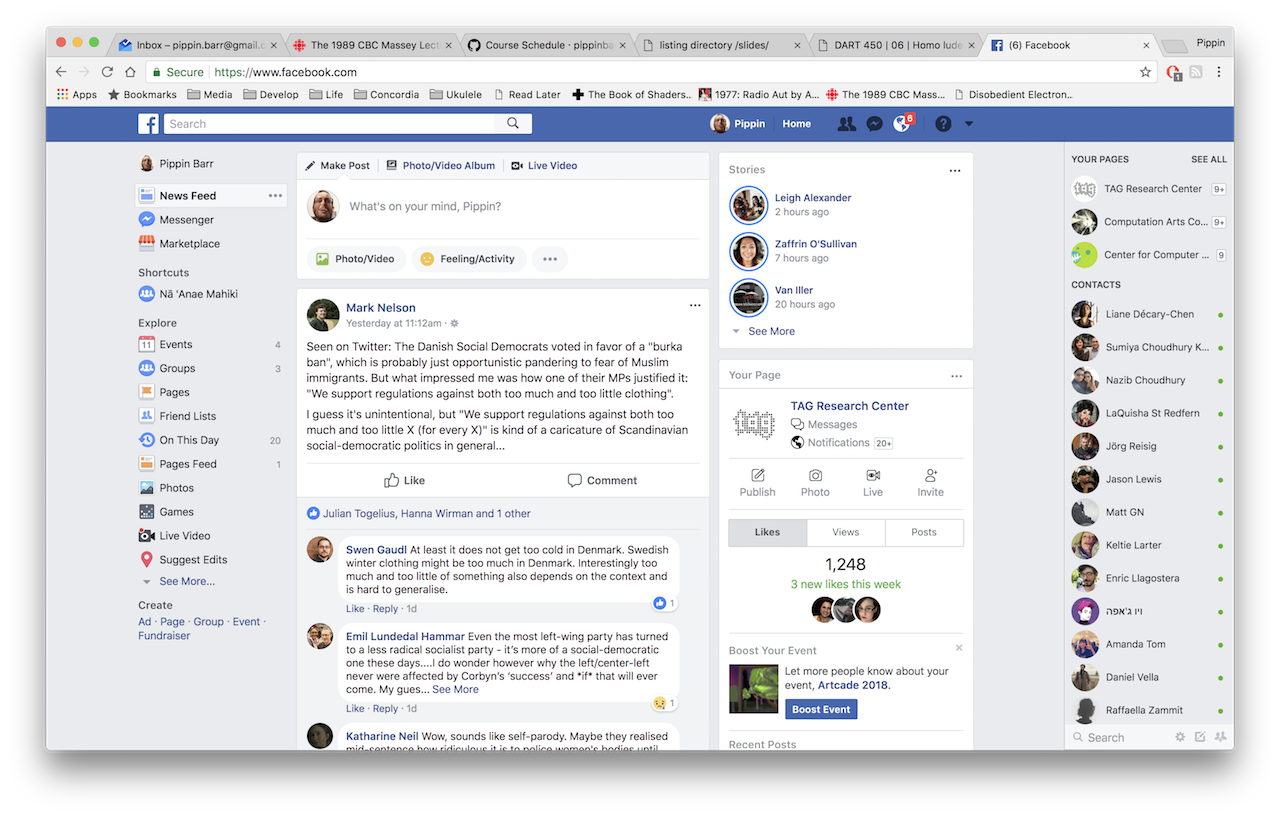 Inbox – pippin.barr@gmail.c
The 1989 CBC Massey Lect
Course Schedule · pippinba
listing directory /slides/
DART 450 | 06 | Homo lude
(6) Facebook
Pippin
Secure
https://www.facebook.com
1
Apps
Bookmarks
Media
Develop
Life
Concordia
Ukulele
Read Later
The Book of Shaders...
1977: Radio Aut by A...
The 1989 CBC Mass...
Disobedient Electron...
f
Search
Pippin
Home
6
?
Pippin Barr
News Feed
Messenger
Marketplace
Shortcuts
Nā 'Anae Mahiki
Explore
11
Events 4
Groups 3
Pages
Friend Lists
On This Day 20
Pages Feed 1
Photos
Games
Live Video
Suggest Edits
See More...
Create
Ad · Page · Group · Event ·
Fundraiser
Make Post
Photo/Video Album
Live Video
What's on your mind, Pippin?
Photo/Video
Feeling/Activity
Mark Nelson
Yesterday at 11:12am ·
Seen on Twitter: The Danish Social Democrats voted in favor of a "burka
ban", which is probably just opportunistic pandering to fear of Muslim
immigrants. But what impressed me was how one of their MPs justified it:
"We support regulations against both too much and too little clothing".
I guess it's unintentional, but "We support regulations against both too
much and too little X (for every X)" is kind of a caricature of Scandinavian
social-democratic politics in general...
Like
Comment
Julian Togelius, Hanna Wirman and 1 other
Swen Gaudl At least it does not get too cold in Denmark. Swedish
winter clothing might be too much in Denmark. Interestingly too
much and too little of something also depends on the context and
is hard to generalise.
1
Like · Reply · 1d
Emil Lundedal Hammar Even the most left-wing party has turned
to a less radical socialist party - it's more of a social-democratic
one these days....I do wonder however why the left/center-left
never were affected by Corbyn's 'success' and *if* that will ever
come. My gues... See More
1
Like · Reply · 1d
Katharine Neil Wow, sounds like self-parody. Maybe they realised
mid-sentence how ridiculous it is to police women's bodies until
Stories
Leigh Alexander
2 hours ago
Zaffrin O'Sullivan
7 hours ago
Van Iller
20 hours ago
See More
Your Page
tag
TAG Research Center
Messages
Notifications 20+
Publish
Photo
Live
Invite
Likes
Views
Posts
1,248
3 new likes this week
Boost Your Event
Let more people know about your
event, Artcade 2018.
Boost Event
Recent Posts
YOUR PAGES
SEE ALL
tag
TAG Research Center 9+
Computation Arts Co... 9+
Center for Computer ... 9
CONTACTS
Liane Décary-Chen
Sumiya Choudhury K...
Nazib Choudhury
LaQuisha St Redfern
Jörg Reisig
Jason Lewis
Matt GN
Keltie Larter
Enric Llagostera
ויו ג'אפה
Amanda Tom
Daniel Vella
Raffaella Zammit
Search